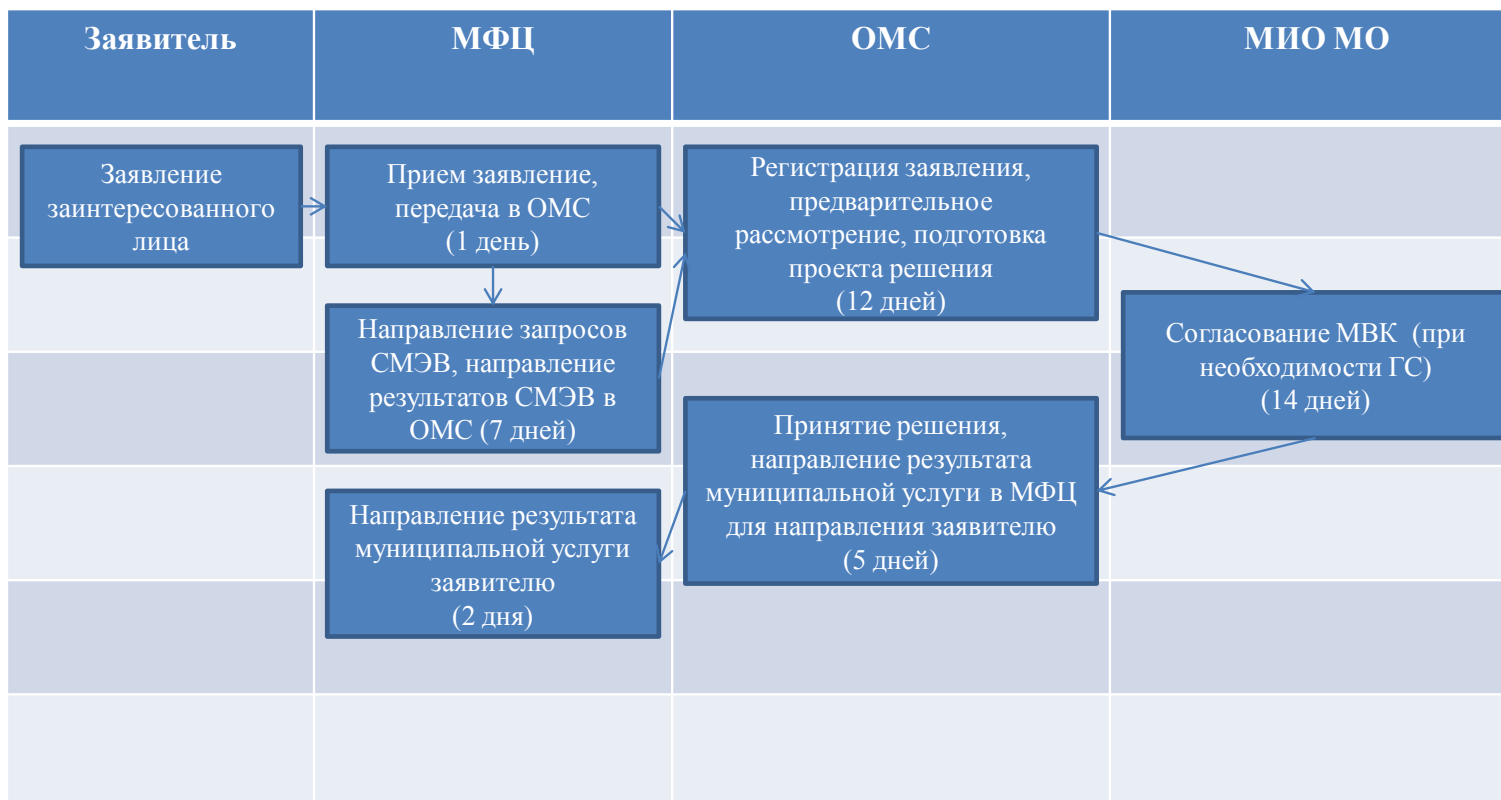 Заявитель
МФЦ
ОМС
МИО МО
Заявление
заинтересованного
лица
Прием заявление,
передача в ОМС
(1 день)
Регистрация заявления,
предварительное
рассмотрение, подготовка
проекта решения
(12 дней)
Направление запросов
СМЭВ, направление
результатов СМЭВ в
ОМС (7 дней)
Согласование МВК (при
необходимости ГС)
(14 дней)
Принятие решения,
направление результата
муниципальной услуги в МФЦ
для направления заявителю
(5 дней)
Направление результата
муниципальной услуги
заявителю
(2 дня)